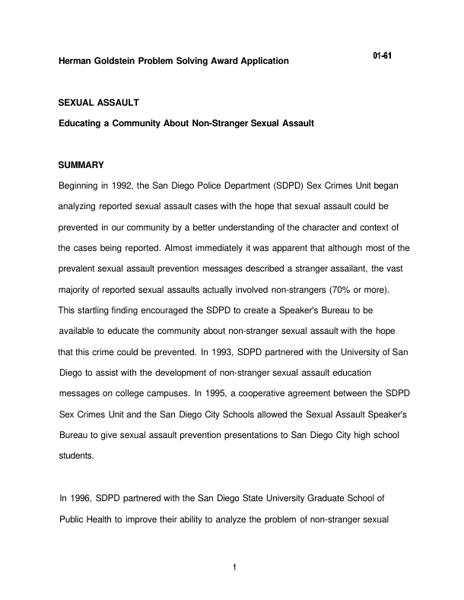 Herman Goldstein Problem Solving Award Application
01-61
SEXUAL ASSAULT
Educating a Community About Non-Stranger Sexual Assault
SUMMARY
Beginning in 1992, the San Diego Police Department (SDPD) Sex Crimes Unit began
analyzing reported sexual assault cases with the hope that sexual assault could be
prevented in our community by a better understanding of the character and context of
the cases being reported. Almost immediately it was apparent that although most of the
prevalent sexual assault prevention messages described a stranger assailant, the vast
majority of reported sexual assaults actually involved non-strangers (70% or more).
This startling finding encouraged the SDPD to create a Speaker's Bureau to be
available to educate the community about non-stranger sexual assault with the hope
that this crime could be prevented. In 1993, SDPD partnered with the University of San
Diego to assist with the development of non-stranger sexual assault education
messages on college campuses. In 1995, a cooperative agreement between the SDPD
Sex Crimes Unit and the San Diego City Schools allowed the Sexual Assault Speaker's
Bureau to give sexual assault prevention presentations to San Diego City high school
students.
In 1996, SDPD partnered with the San Diego State University Graduate School of
Public Health to improve their ability to analyze the problem of non-stranger sexual
1